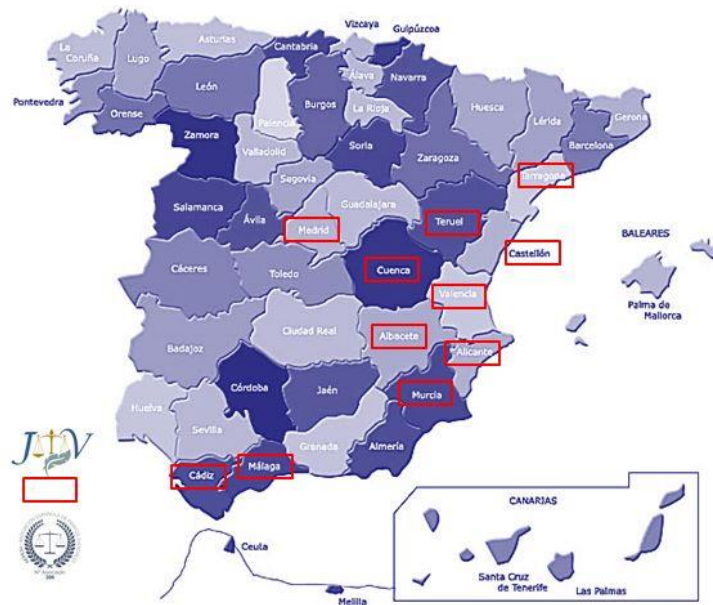 Vizcaya
Guipúzcoa
La
Coruña
Lugo
Asturias
Cantabria
Álava
Navarra
Pontevedra
Orense
León
Palencia
Burgos
La Rioja
Huesca
Lérida
Gerona
Zamora
Valladolid
Soria
Zaragoza
Barcelona
Segovia
Tarragona
Salamanca
Ávila
Madrid
Guadalajara
Teruel
Castellón
BALEARES
Cáceres
Toledo
Cuenca
Valencia
Palma de
Mallorca
Badajoz
Ciudad Real
Albacete
Alicante
Córdoba
Jaén
Murcia
Huelva
Sevilla
Granada
Almería
Cádiz
Málaga
JV
CANARIAS
Ceuta
Melilla
Santa Cruz
de Tenerife
Las Palmas